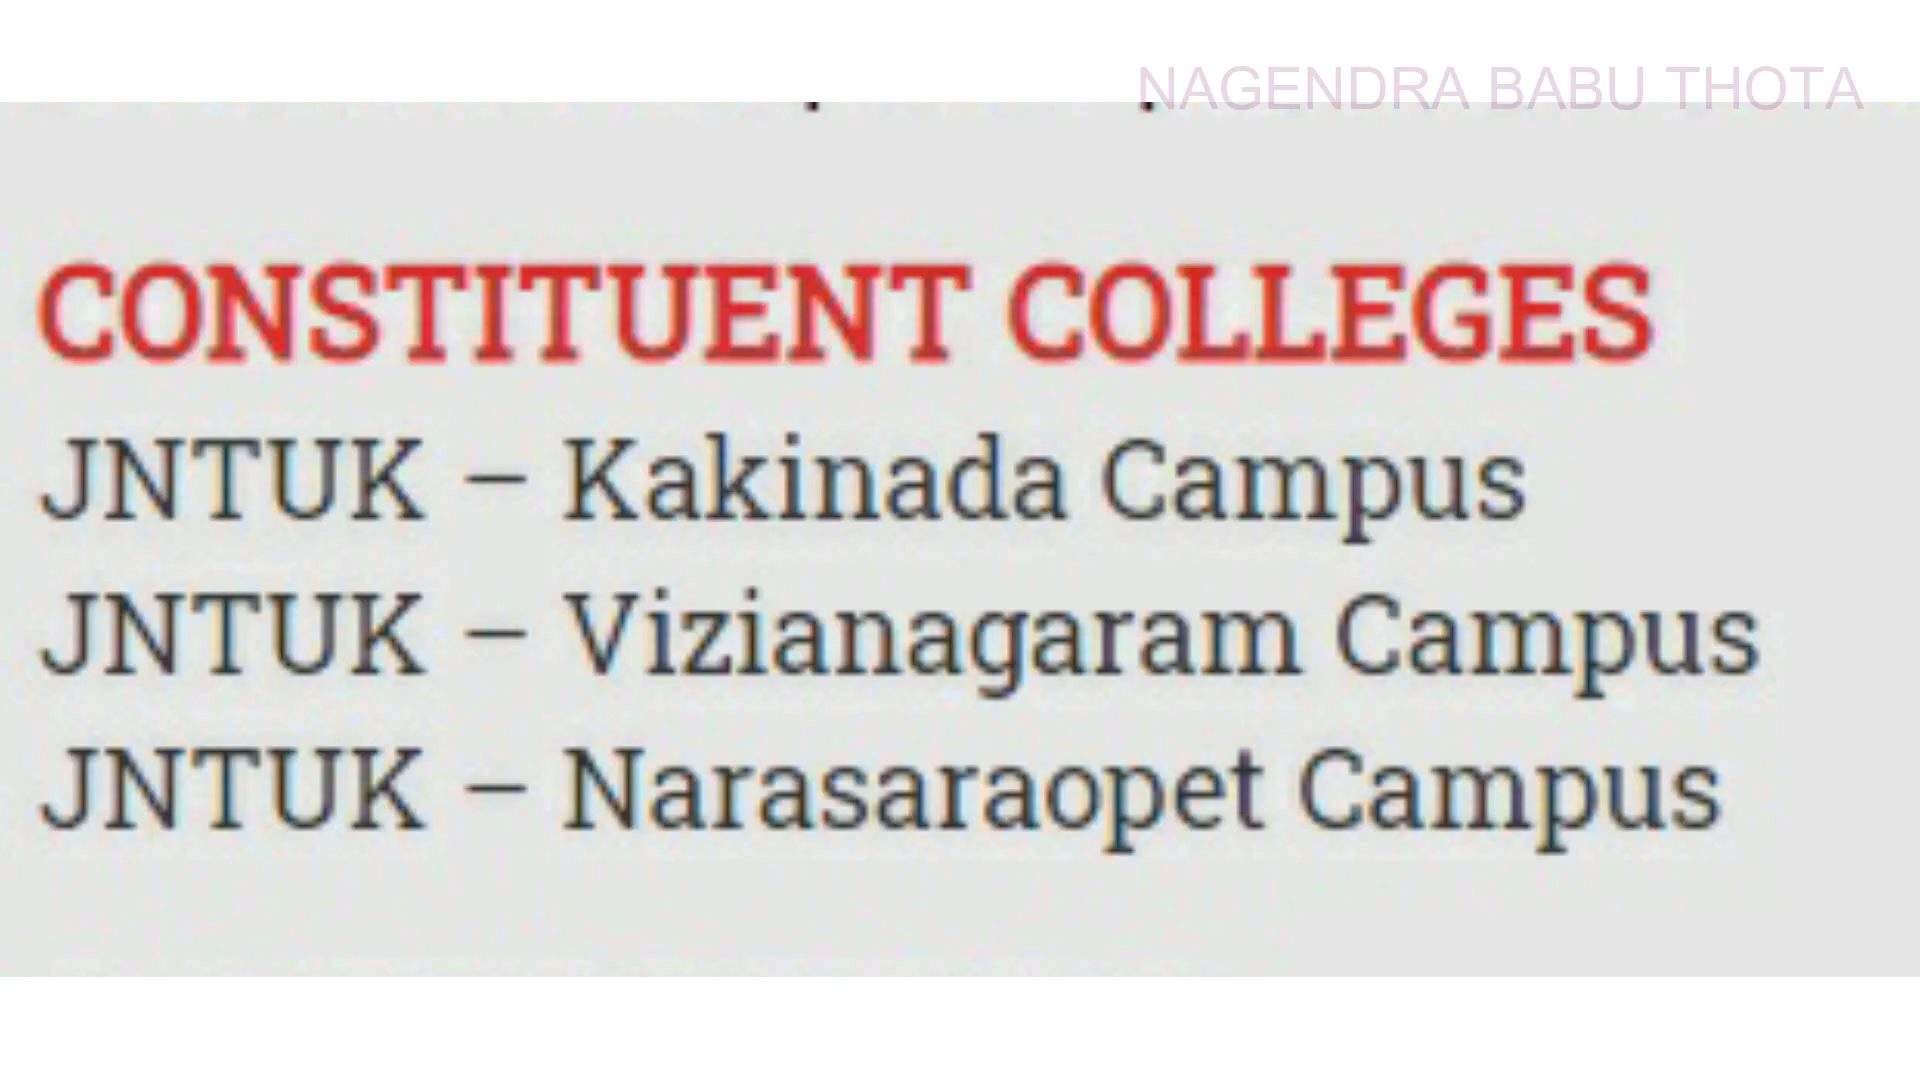 NAGENDRA BABU THOTA
CONSTITUENT COLLEGES
JNTUK – Kakinada Campus
JNTUK – Vizianagaram Campus
JNTUK – Narasaraopet Campus